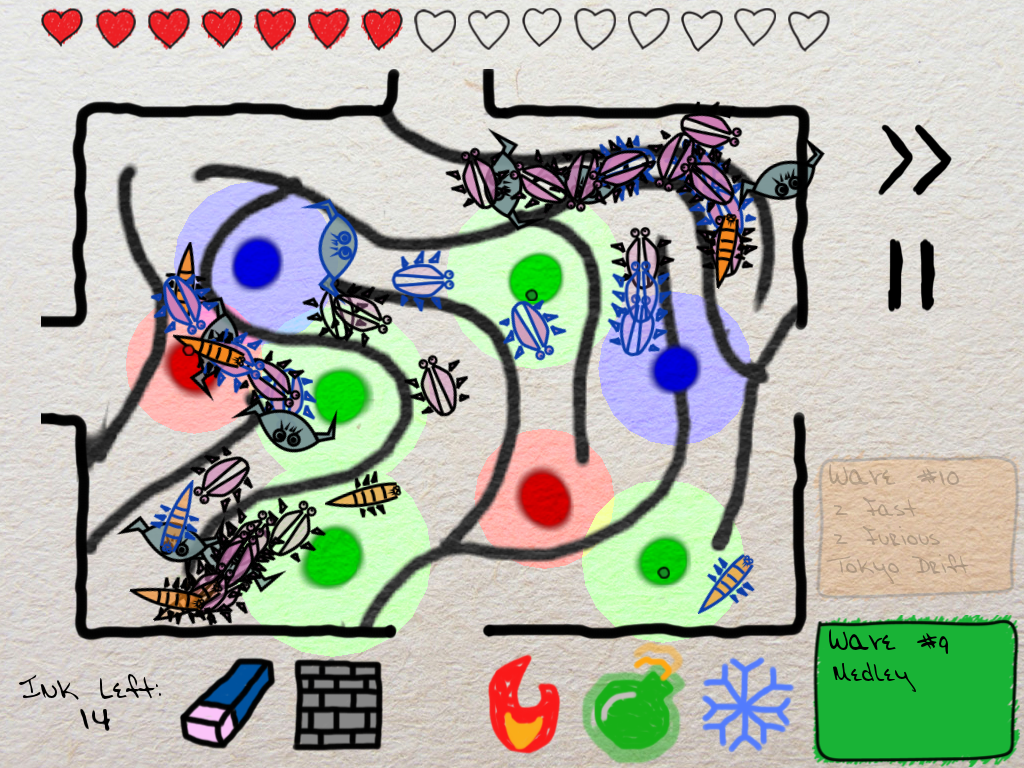 Wave #10
2 Fast
2 Furious
Tokyo Drift
Wave #9
Medley
Ink Left:
14